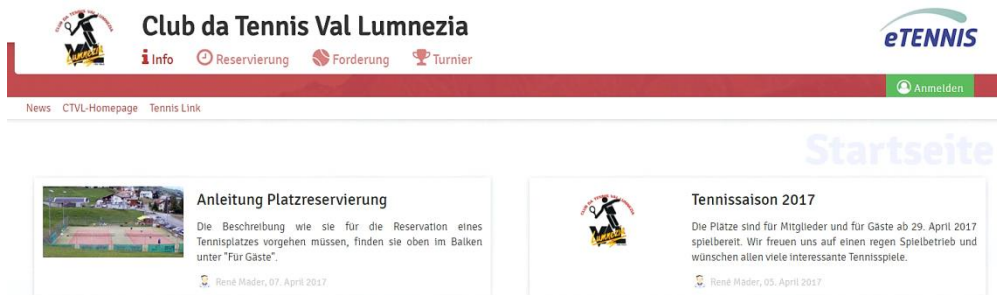 Club da Tennis Val Lumnezia
eTENNIS
Info Reservierung Forderung Turnier
Anmelden
News CTVL-Homepage Tennis Link
Startseite
Anleitung Platzreservierung
Die Beschreibung wie sie für die Reservation eines
Tennisplatzes vorgehen müssen, finden sie oben im Balken
unter "Für Gäste".
René Mäder, 07. April 2017
Tennissaison 2017
Die Plätze sind für Mitglieder und für Gäste ab 29. April 2017
spielbereit. Wir freuen uns auf einen regen Spielbetrieb und
wünschen allen viele interessante Tennisspiele.
René Mäder, 05. April 2017